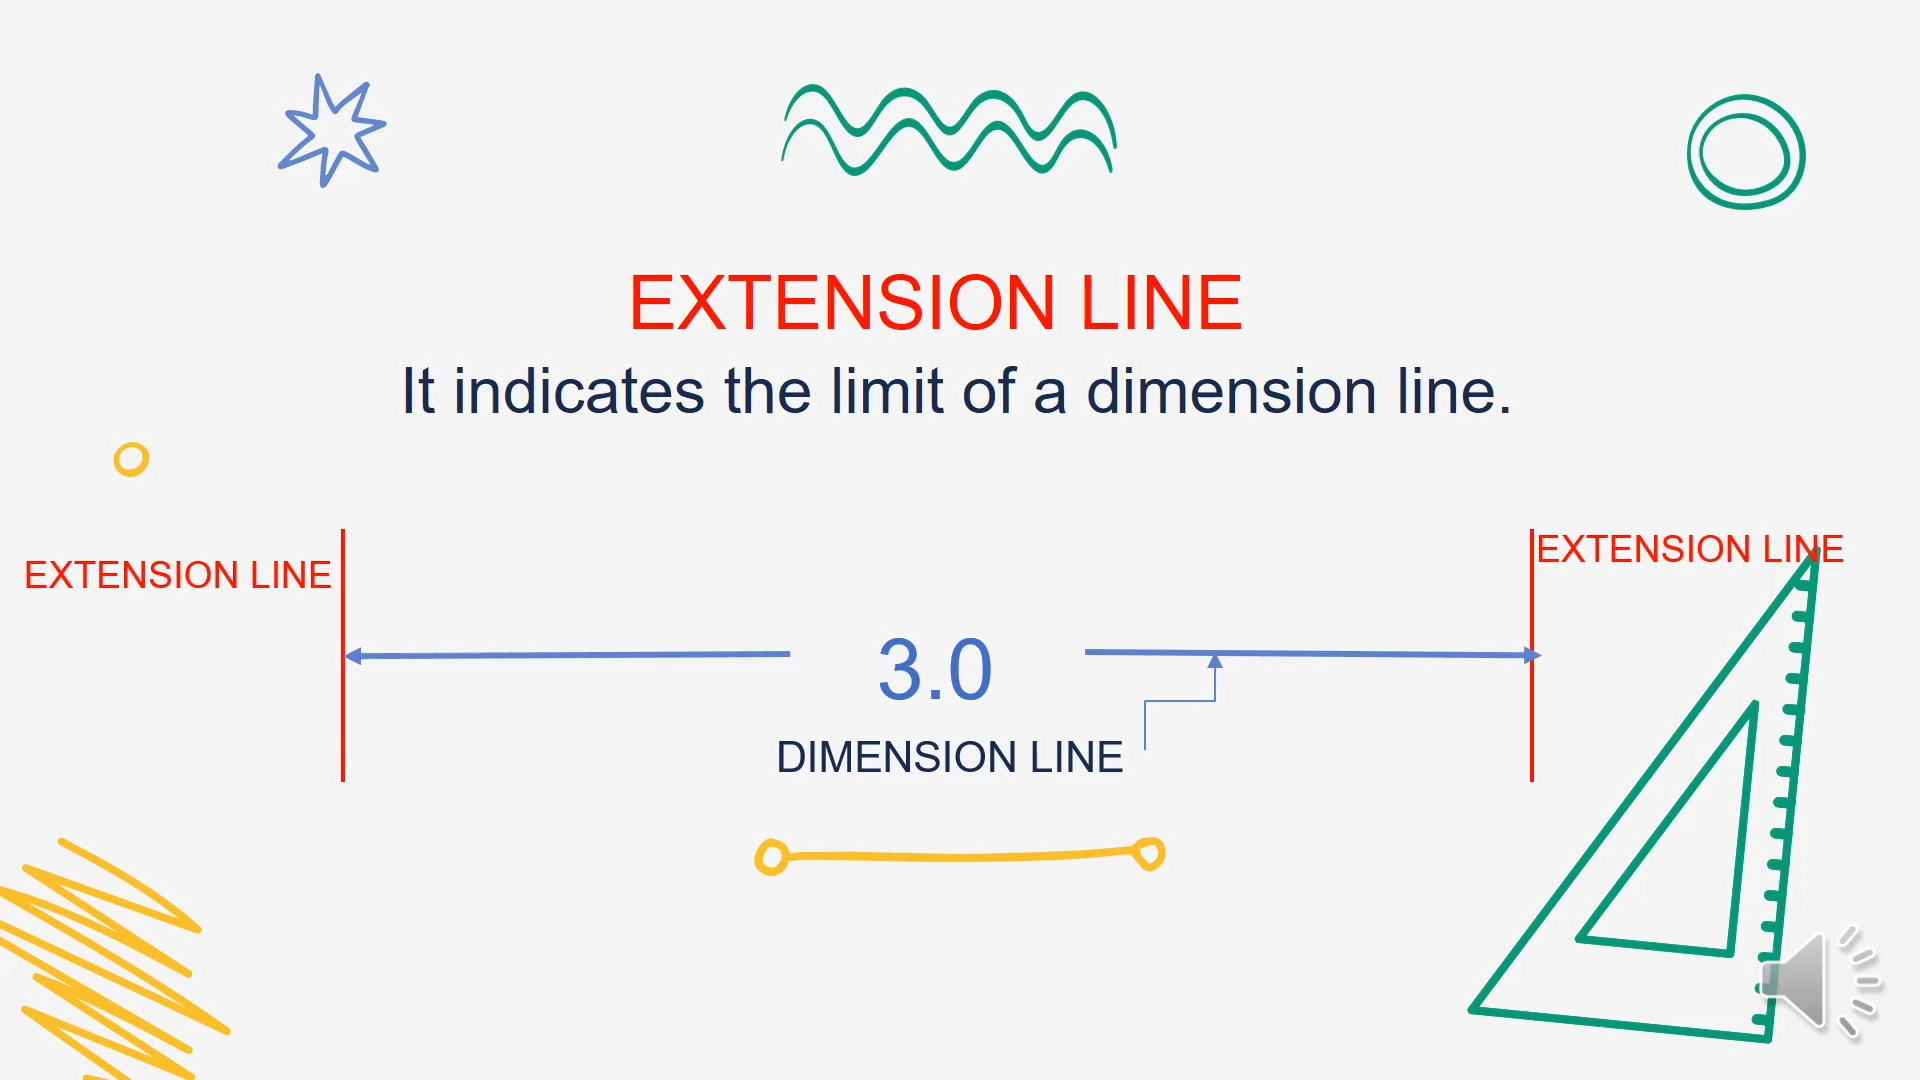 EXTENSION LINE
It indicates the limit of a dimension line.
EXTENSION LINE
EXTENSION LINE
3.0
DIMENSION LINE